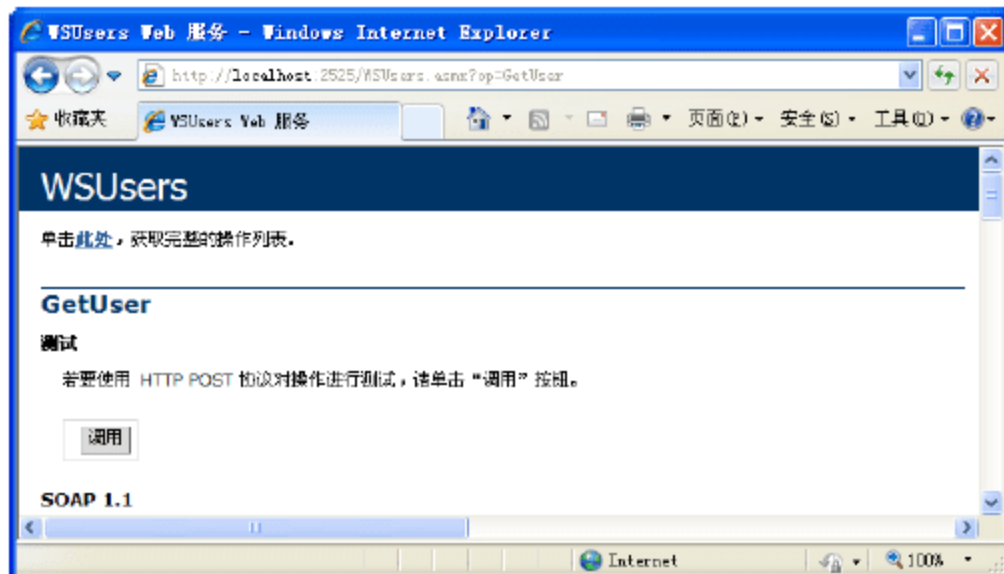 WSUsers Web 服务 - Windows Internet Explorer
http://localhost:2525/WSUsers.asmx?op=GetUser
收藏夹
WSUsers Web 服务
页面(P)
安全(S)
工具(O)
WSUsers
单击此处，获取完整的操作列表。
GetUser
测试
若要使用 HTTP POST 协议对操作进行测试，请单击“调用”按钮。
调用
SOAP 1.1
Internet
100%